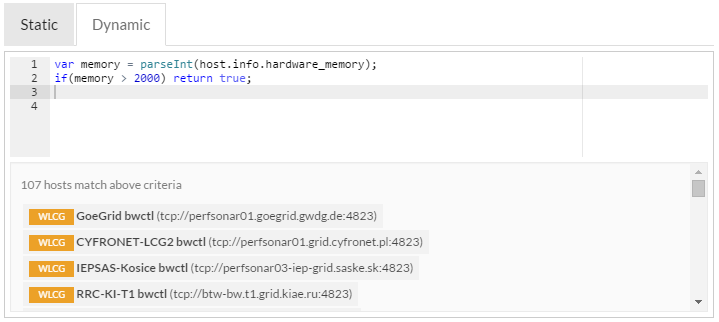 Static Dynamic
1 var memory = parseInt(host.info.hardware_memory);
2 if(memory > 2000) return true;
3
4
107 hosts match above criteria
WLCG GoeGrid bwctl (tcp://perfsonar01.goegrid.gwdg.de:4823)
WLCG CYFRONET-LCG2 bwctl (tcp://perfsonar01.grid.cyfronet.pl:4823)
WLCG IEPSAS-Kosice bwctl (tcp://perfsonar03-iep-grid.saske.sk:4823)
WLCG RRC-KI-T1 bwctl (tcp://btw-bw.t1.grid.kiae.ru:4823)